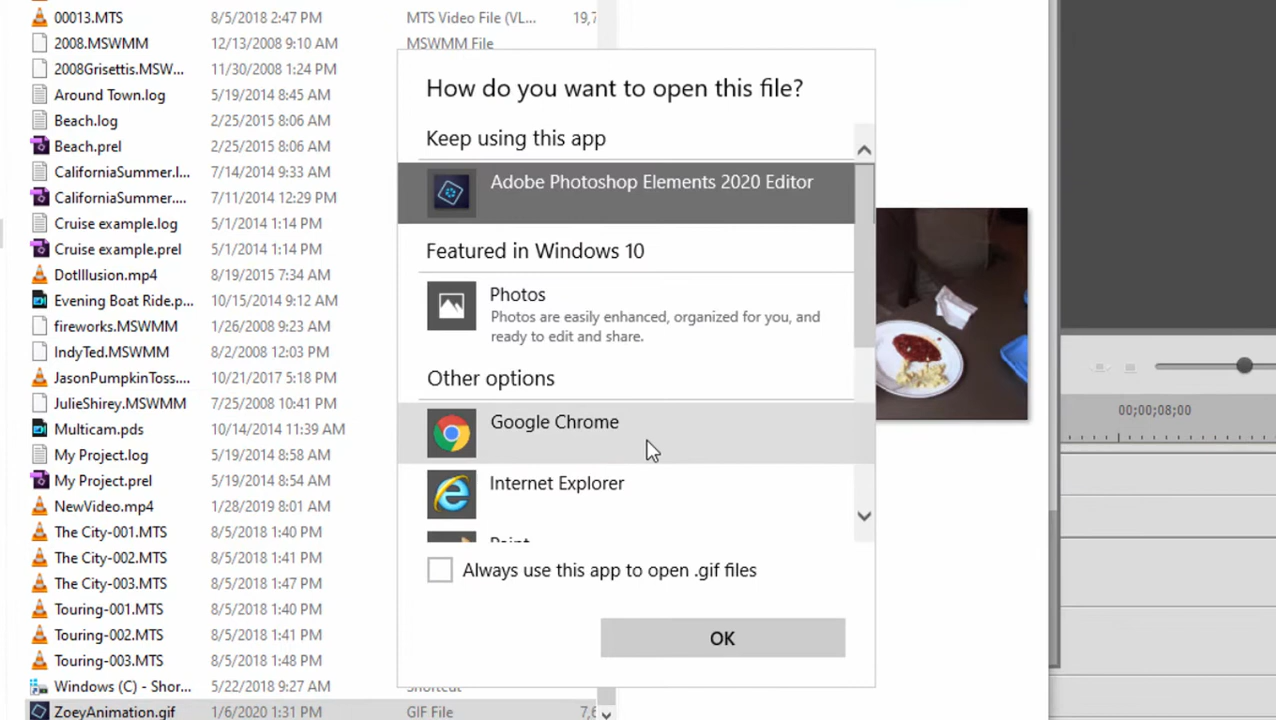 00013.MTS 8/5/2018 2:47 PM MTS Video File (VL... 19,7
2008.MSWMM 12/13/2008 9:10 AM MSWMM File
2008Grisettis.MSW... 11/30/2008 1:24 PM
Around Town.log 5/19/2014 8:45 AM
Beach.log 2/25/2015 8:06 AM
Beach.prel 2/25/2015 8:06 AM
CaliforniaSummer.l... 7/14/2014 9:33 AM
CaliforniaSummer.... 7/11/2014 12:29 PM
Cruise example.log 5/1/2014 1:14 PM
Cruise example.prel 5/1/2014 1:14 PM
DotIllusion.mp4 8/19/2015 7:34 AM
Evening Boat Ride.p... 10/15/2014 9:12 AM
fireworks.MSWMM 1/26/2008 9:23 AM
IndyTed.MSWMM 8/2/2008 12:03 PM
JasonPumpkinToss.... 10/21/2017 5:18 PM
JulieShirey.MSWMM 7/25/2008 10:41 PM
Multicam.pds 10/14/2014 11:39 AM
My Project.log 5/19/2014 8:58 AM
My Project.prel 5/19/2014 8:54 AM
NewVideo.mp4 1/28/2019 8:01 AM
The City-001.MTS 8/5/2018 1:40 PM
The City-002.MTS 8/5/2018 1:41 PM
The City-003.MTS 8/5/2018 1:47 PM
Touring-001.MTS 8/5/2018 1:40 PM
Touring-002.MTS 8/5/2018 1:41 PM
Touring-003.MTS 8/5/2018 1:48 PM
Windows (C) - Shor... 5/22/2018 9:27 AM Shortcut
ZoeyAnimation.gif 1/6/2020 1:31 PM GIF File 7,6
How do you want to open this file?
Keep using this app
Adobe Photoshop Elements 2020 Editor
Featured in Windows 10
Photos
Photos are easily enhanced, organized for you, and
ready to edit and share.
Other options
Google Chrome
Internet Explorer
Paint
Always use this app to open .gif files
OK
00;00;08;00